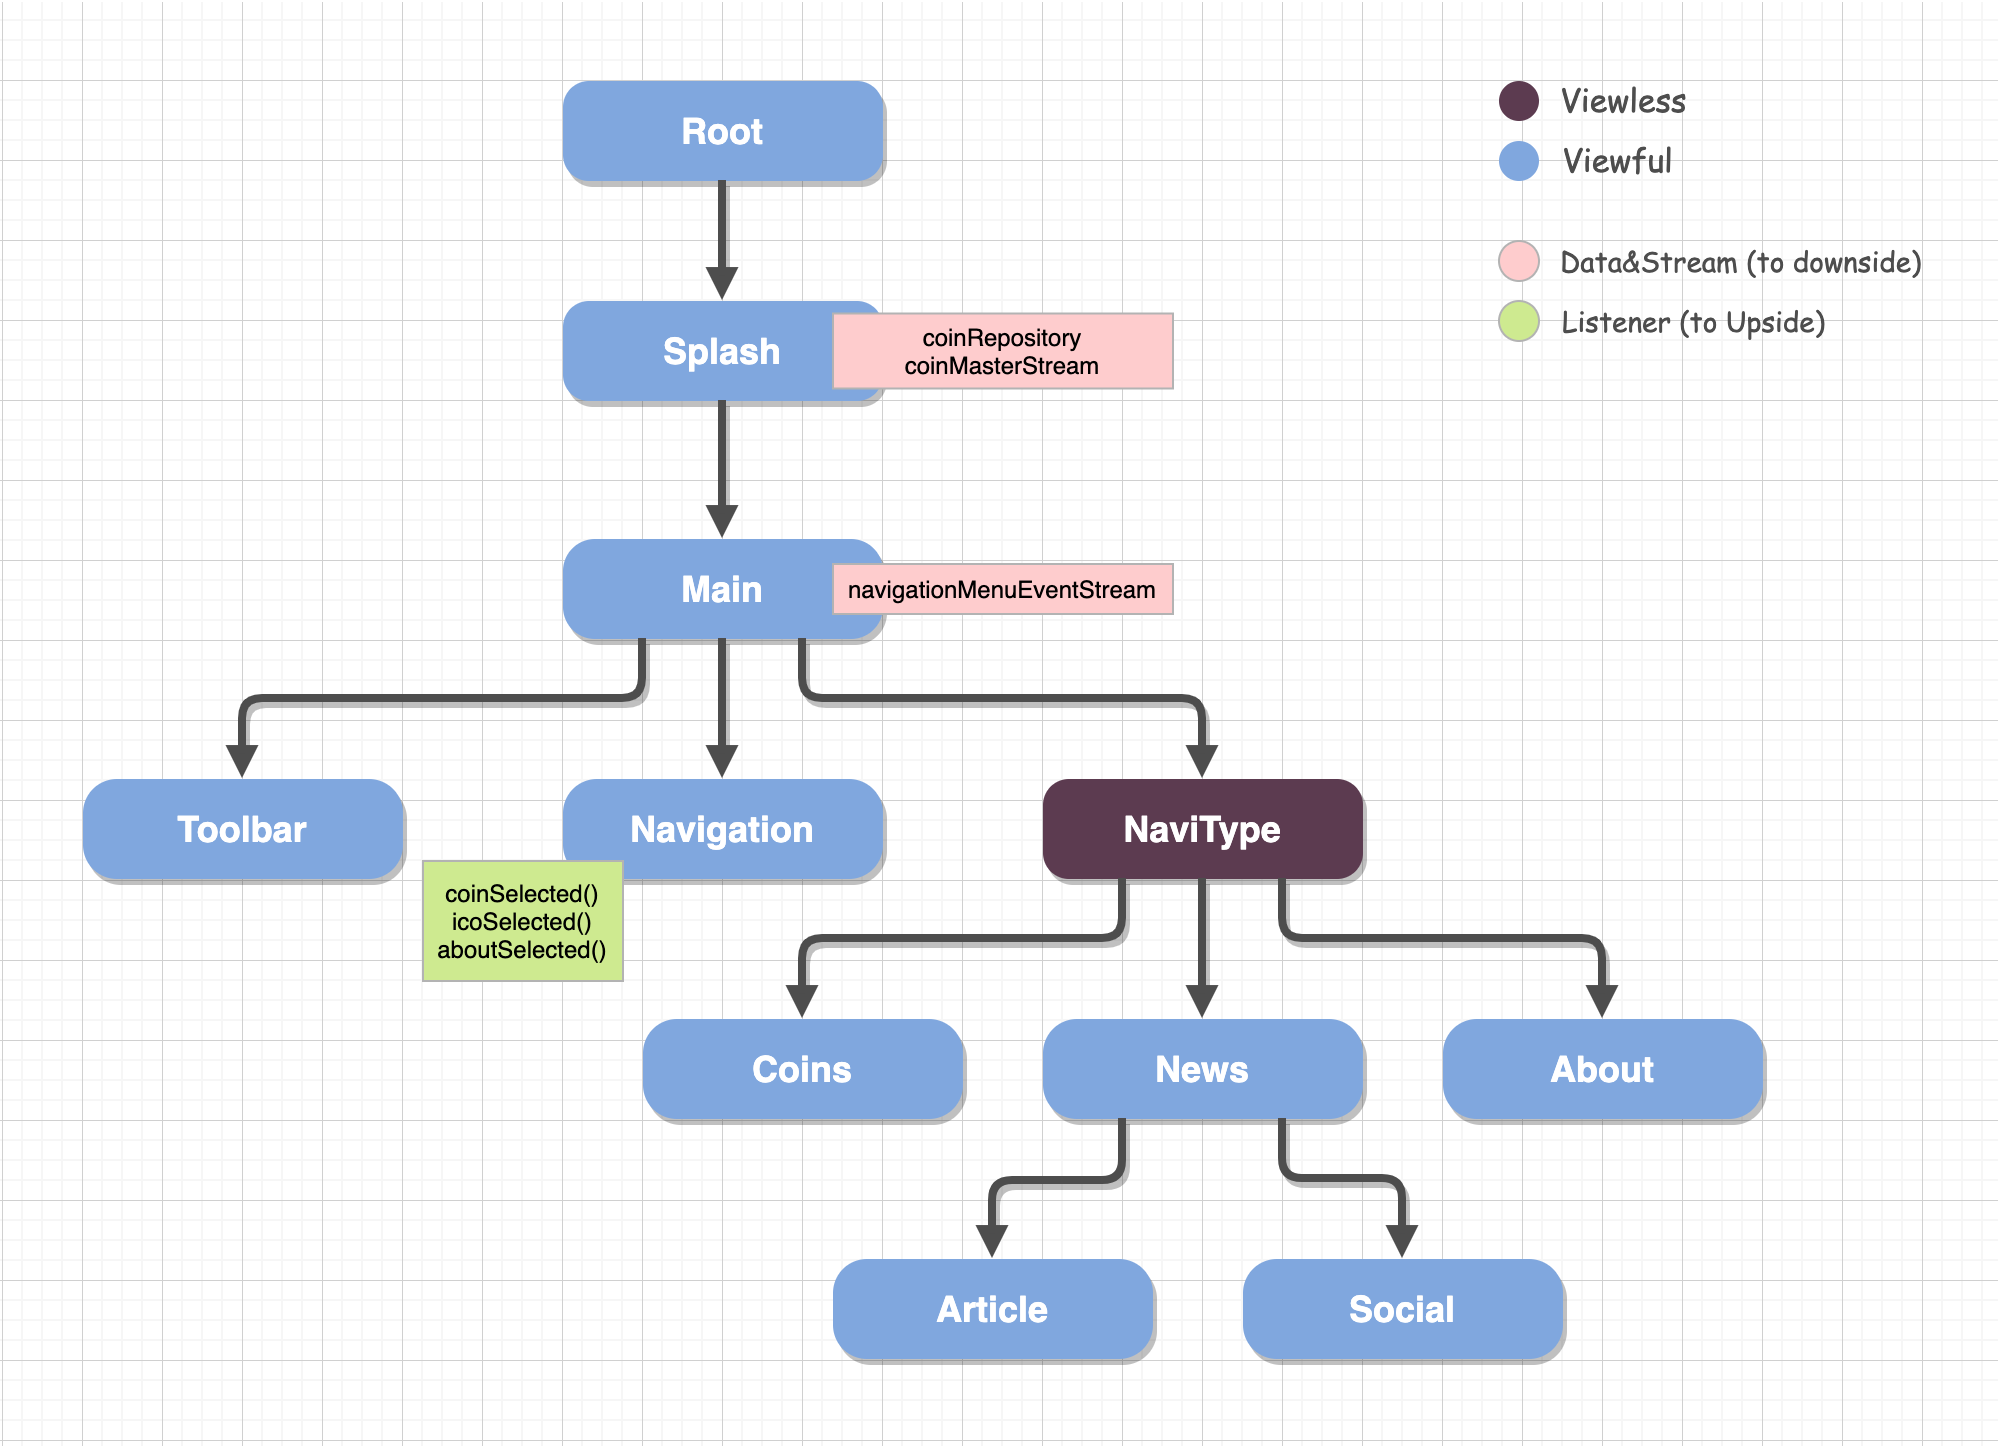 Root
Viewless
Viewful
Data&Stream (to downside)
Listener (to Upside)
Splash
coinRepository
coinMasterStream
Main
navigationMenuEventStream
Toolbar
Navigation
NaviType
coinSelected()
icoSelected()
aboutSelected()
Coins
News
About
Article
Social